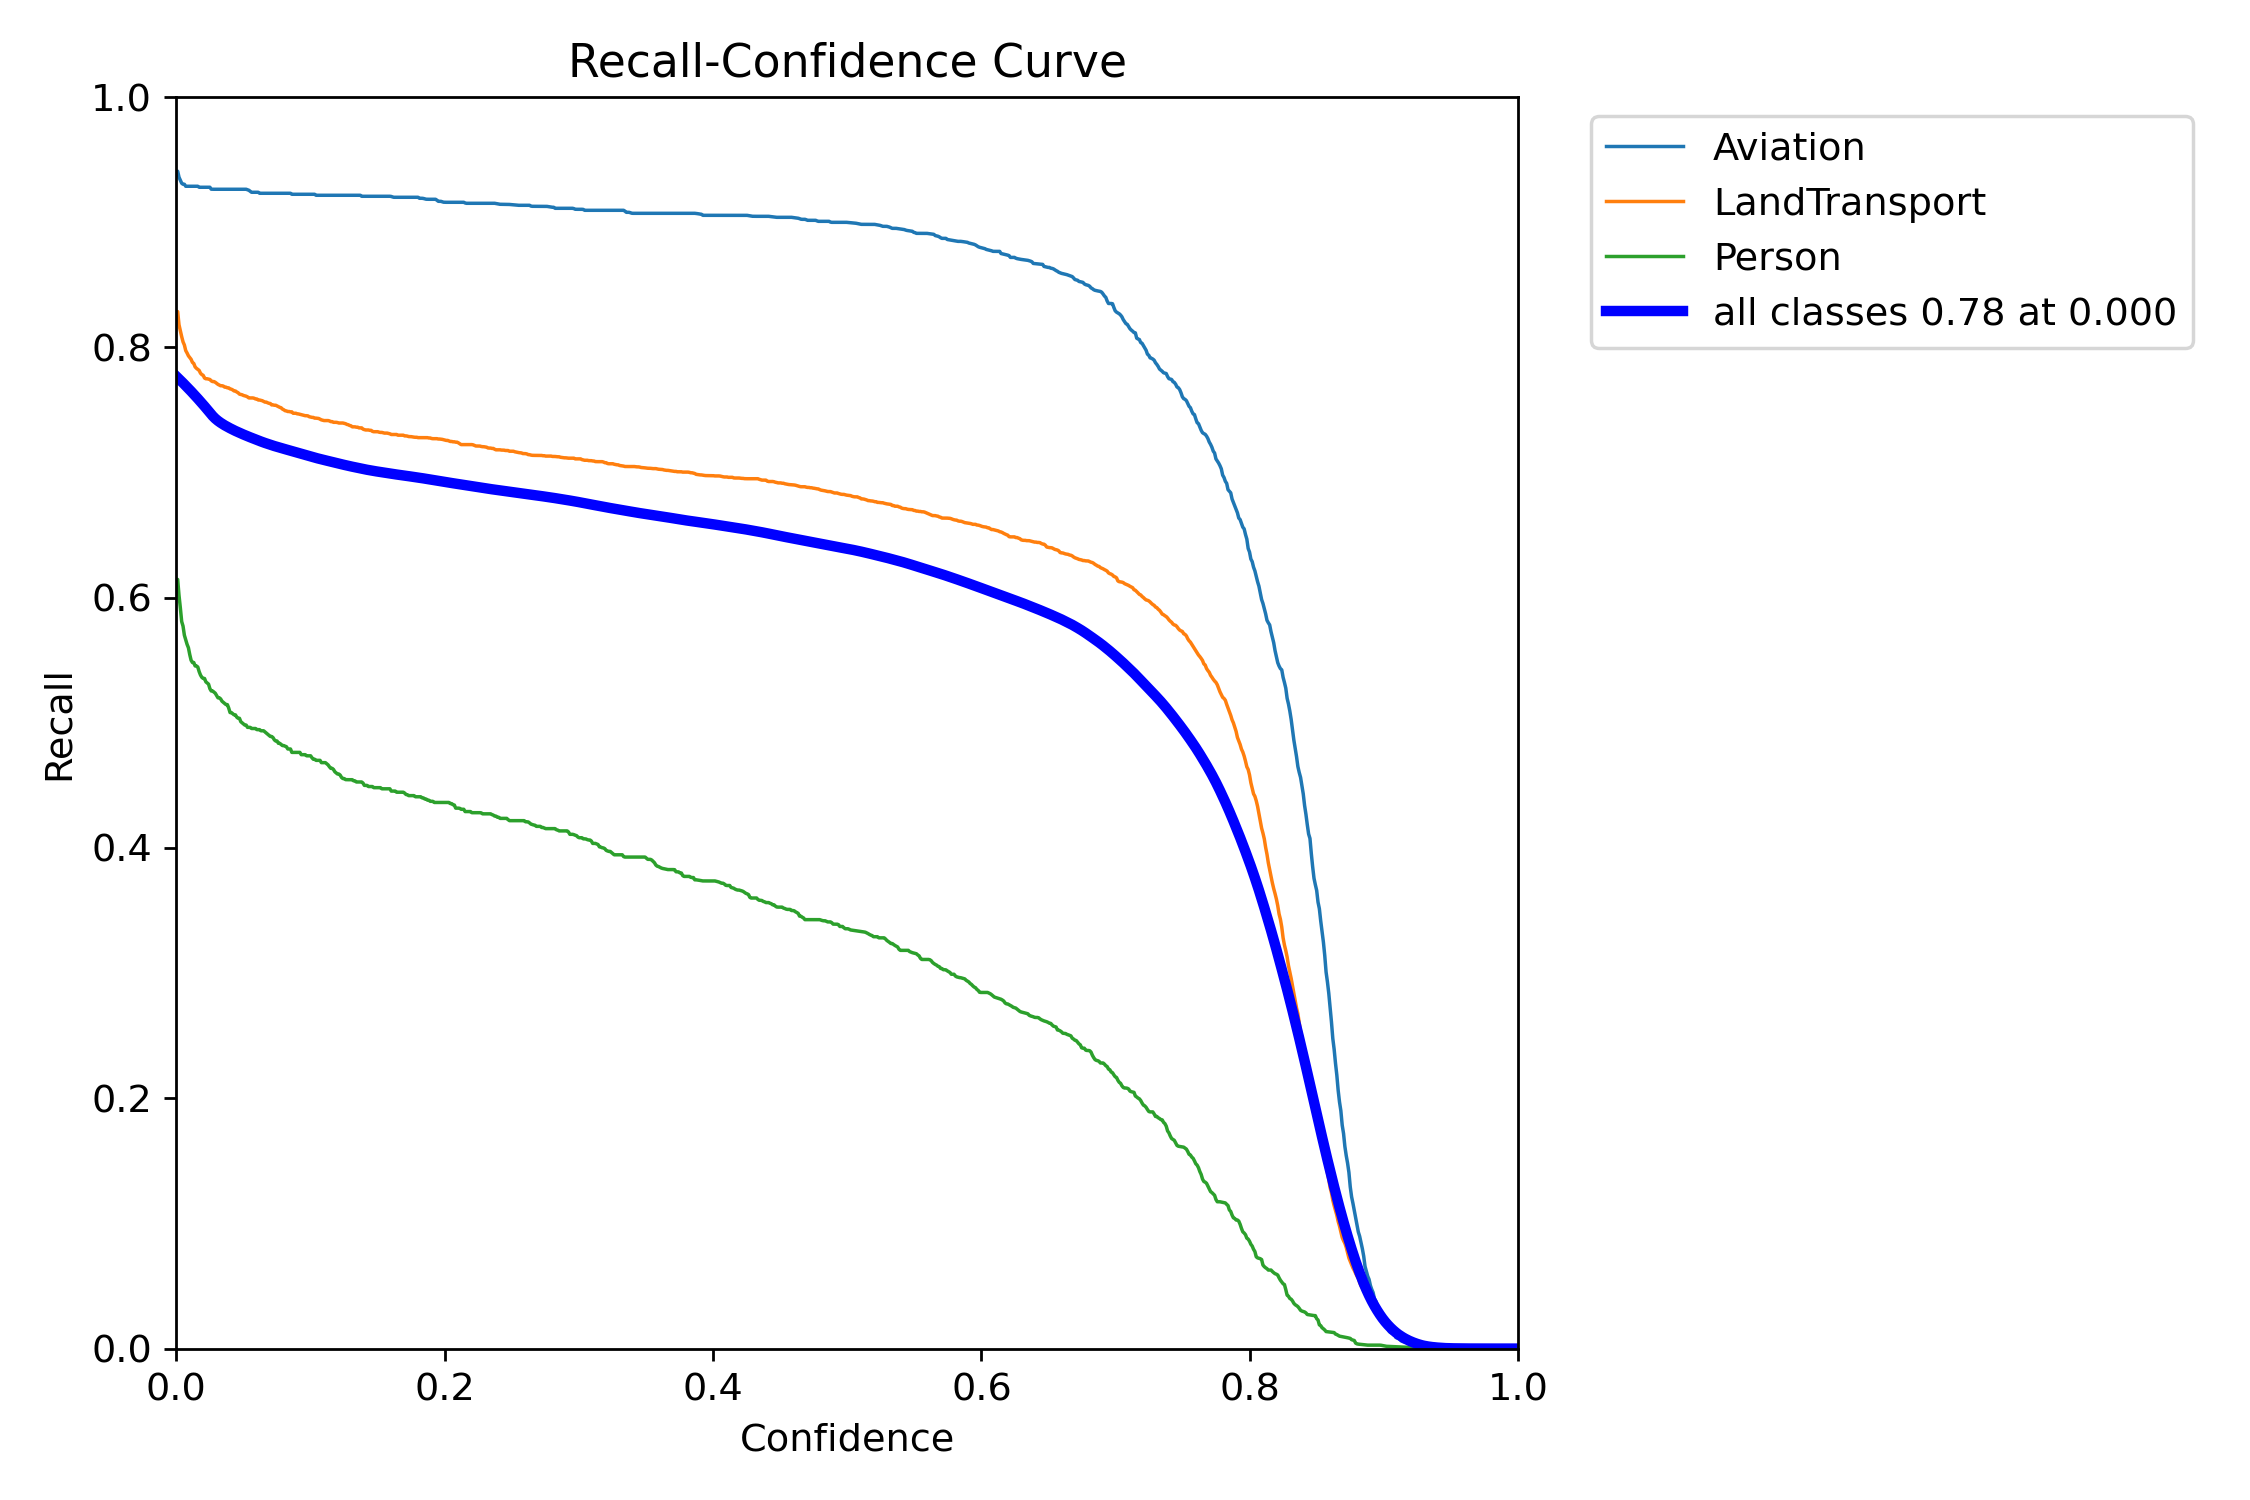 Recall-Confidence Curve
1.0
0.8
0.6
0.4
0.2
0.0
Recall
0.0 0.2 0.4 0.6 0.8 1.0
Confidence
Aviation
LandTransport
Person
all classes 0.78 at 0.000